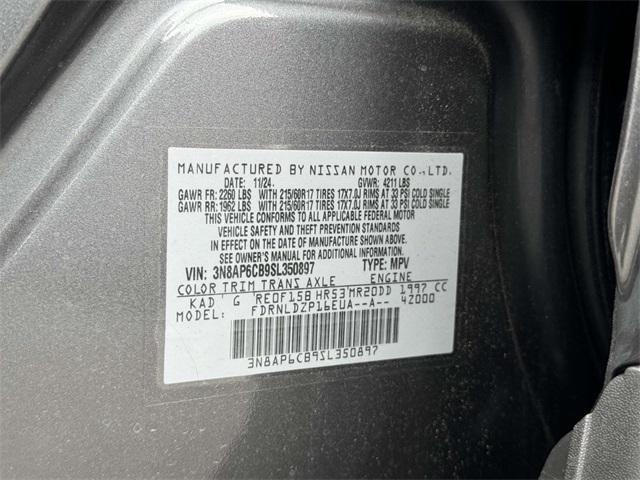 MANUFACTURED BY NISSAN MOTOR CO.,LTD.
DATE: 11/24. GVWR: 4211 LBS
GAWR FR: 2260 LBS WITH 215/60R17 TIRES 17X7.0J RIMS AT 33 PSI COLD SINGLE
GAWR RR: 1962 LBS WITH 215/60R17 TIRES 17X7.0J RIMS AT 33 PSI COLD SINGLE
THIS VEHICLE CONFORMS TO ALL APPLICABLE FEDERAL MOTOR
VEHICLE SAFETY AND THEFT PREVENTION STANDARDS
IN EFFECT ON THE DATE OF MANUFACTURE SHOWN ABOVE.
SEE OWNER'S MANUAL FOR ADDITIONAL INFORMATION.
VIN: 3N8AP6CB9SL350897 TYPE: MPV
COLOR TRIM TRANS AXLE ENGINE
KAD G RE0F15B HR53 MR20DD 1997 CC
MODEL: FDRNLDZP16EUA--A-- 42000
3N8AP6CB9SL350897